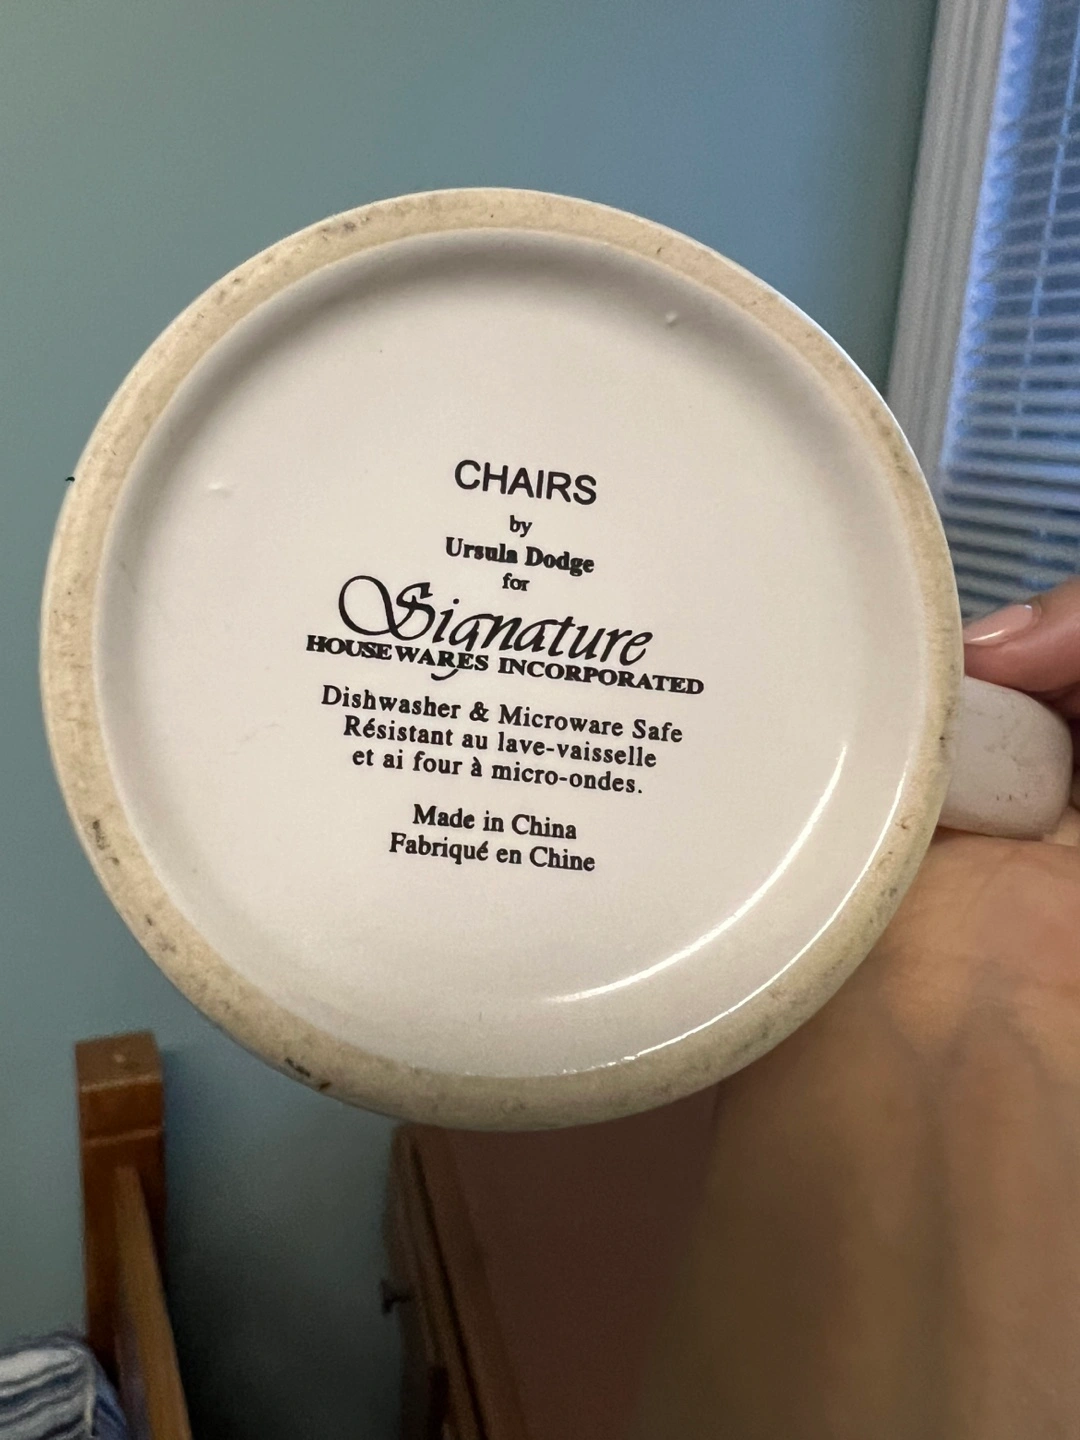 CHAIRS
by
Ursula Dodge
for
Signature
HOUSEWARES INCORPORATED
Dishwasher & Microware Safe
Résistant au lave-vaisselle
et ai four à micro-ondes.
Made in China
Fabriqué en Chine